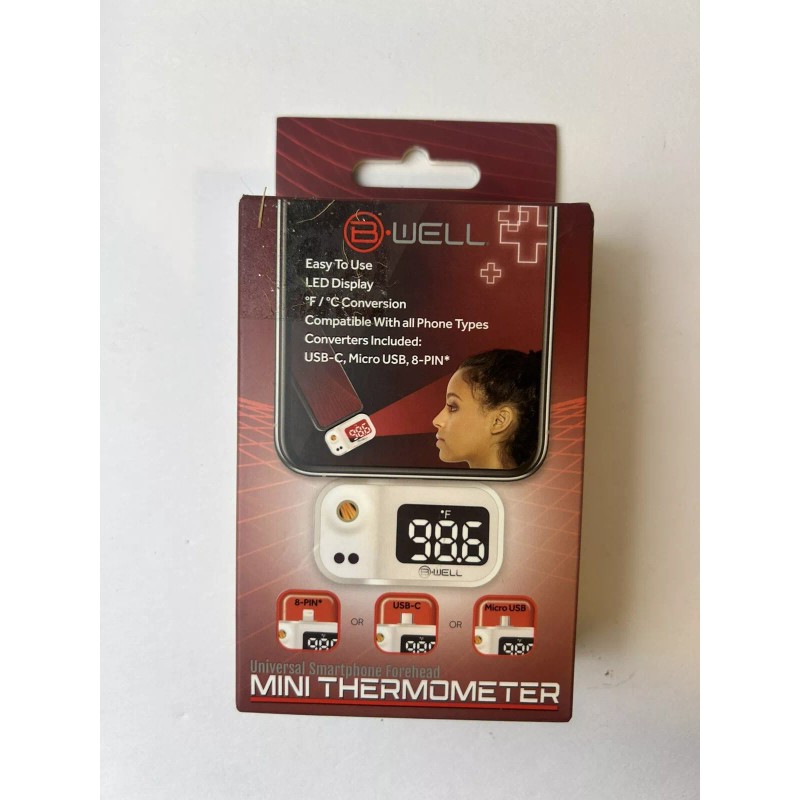 B·WELL
Easy To Use
LED Display
°F / °C Conversion
Compatible With all Phone Types
Converters Included:
USB-C, Micro USB, 8-PIN*
98.6
°F
98.6
B·WELL
8-PIN*
OR
USB-C
OR
Micro USB
Universal Smartphone Forehead
MINI THERMOMETER